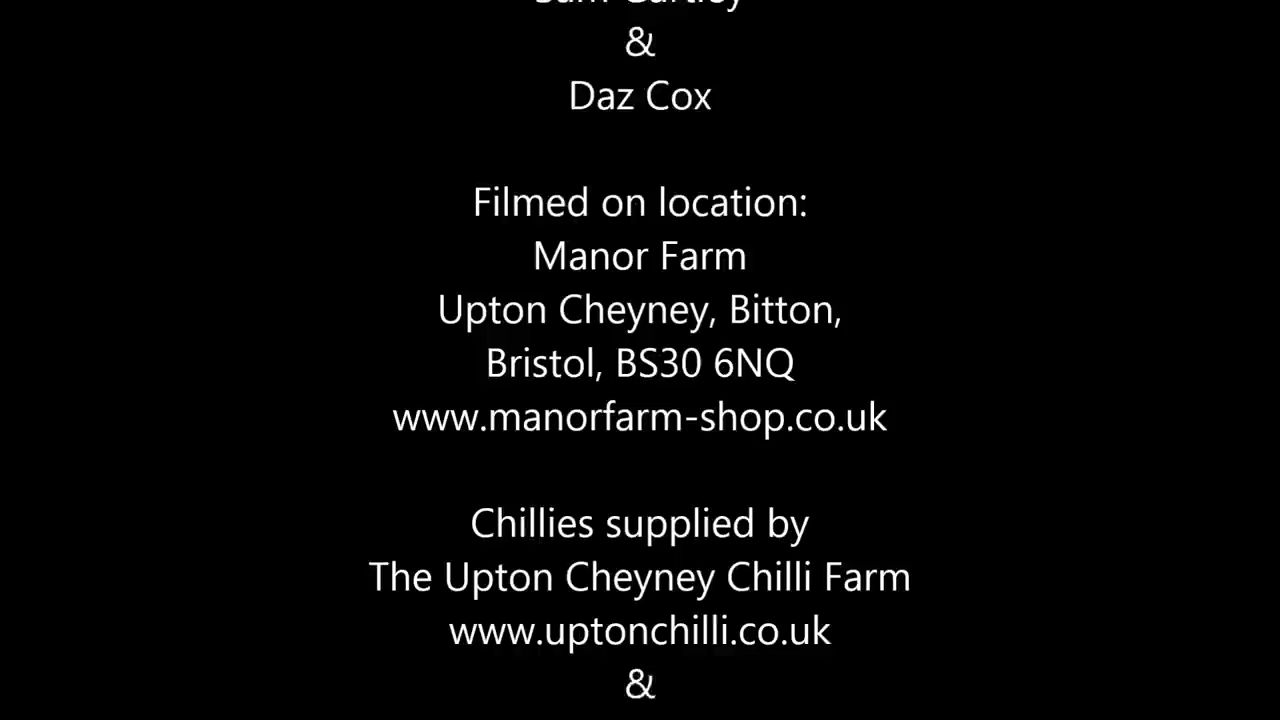 &
Daz Cox
Filmed on location:
Manor Farm
Upton Cheyney, Bitton,
Bristol, BS30 6NQ
www.manorfarm-shop.co.uk
Chillies supplied by
The Upton Cheyney Chilli Farm
www.uptonchilli.co.uk
&